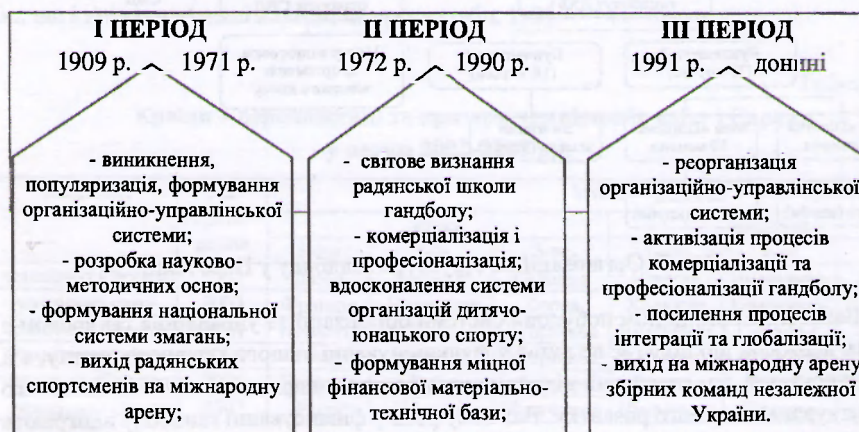 І ПЕРІОД
1909 р. 1971 р.
- виникнення,
популяризація, формування
організаційно-управлінської
системи;
- розробка науково-
методичних основ;
- формування національної
системи змагань;
- вихід радянських
спортсменів на міжнародну
арену;
ІІ ПЕРІОД
1972 р. 1990 р.
- світове визнання
радянської школи
гандболу;
- комерціалізація і
професіоналізація;
вдосконалення системи
організацій дитячо-
юнацького спорту;
- формування міцної
фінансової матеріально-
технічної бази;
ІІІ ПЕРІОД
1991 р. донині
- реорганізація
організаційно-управлінської
системи;
- активізація процесів
комерціалізації та
професіоналізації гандболу;
- посилення процесів
інтеграції та глобалізації;
- вихід на міжнародну арену
збірних команд незалежної
України.